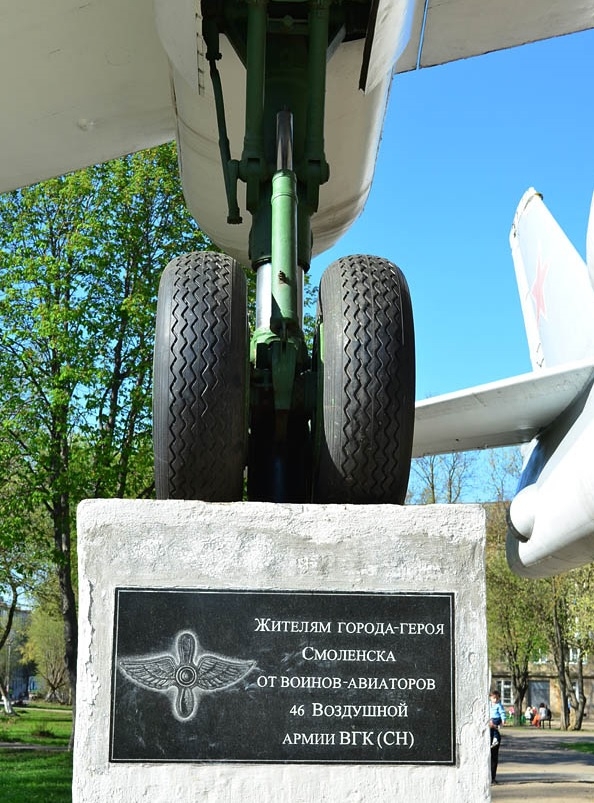 Жителям города-героя
Смоленска
от воинов-авиаторов
46 Воздушной
армии ВГК (СН)